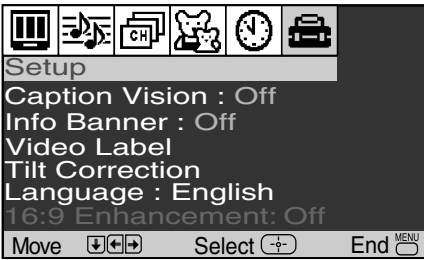 CH
Setup
Caption Vision : Off
Info Banner : Off
Video Label
Tilt Correction
Language : English
16:9 Enhancement: Off
Move Select End MENU